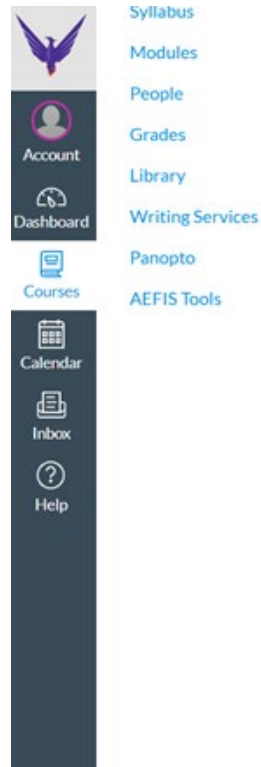 Account
Dashboard
Courses
Calendar
Inbox
Help
Syllabus
Modules
People
Grades
Library
Writing Services
Panopto
AEFIS Tools